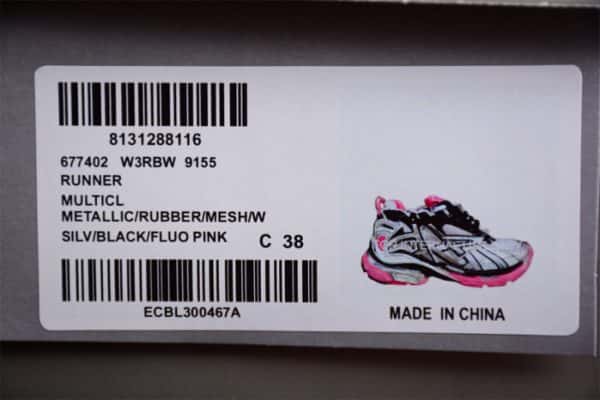 8131288116
677402 W3RBW 9155
RUNNER
MULTICL
METALLIC/RUBBER/MESH/W
SILV/BLACK/FLUO PINK C 38
ECBL300467A
MADE IN CHINA